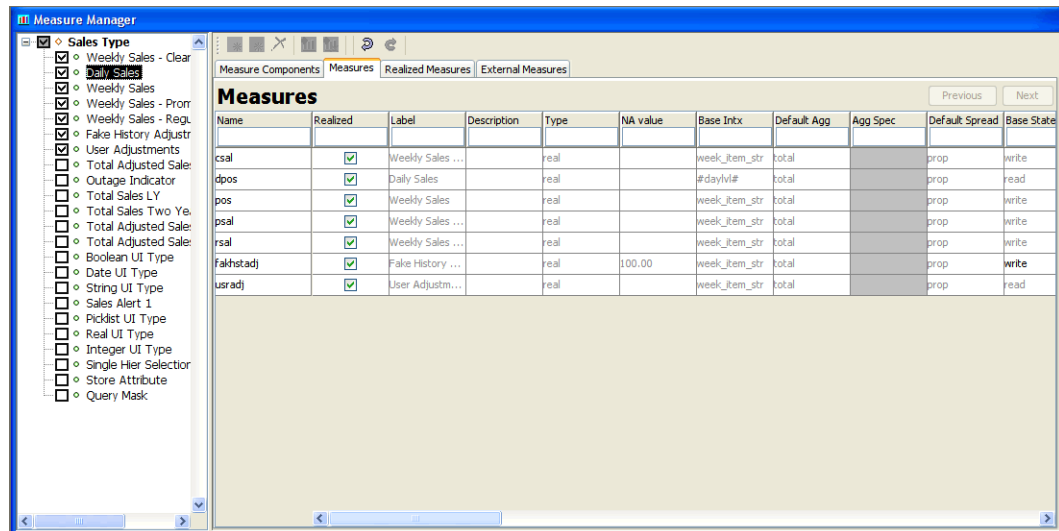 Measure Manager
Sales Type
Weekly Sales - Clear
Daily Sales
Weekly Sales
Weekly Sales - Prom
Weekly Sales - Regu
Fake History Adjustr
User Adjustments
Total Adjusted Sale
Outage Indicator
Total Sales LY
Total Sales Two Ye
Total Adjusted Sale
Total Adjusted Sale
Boolean UI Type
Date UI Type
String UI Type
Sales Alert 1
Picklist UI Type
Real UI Type
Integer UI Type
Single Hier Selection
Store Attribute
Query Mask
Measure Components Measures Realized Measures External Measures
Measures Previous Next
Name Realized Label Description Type NA value Base Intx Default Agg Agg Spec Default Spread Base State
csal Weekly Sales ... real week_item_str total prop write
dpos Daily Sales real #daylvl# total prop read
pos Weekly Sales real week_item_str total prop write
psal Weekly Sales ... real week_item_str total prop write
rsal Weekly Sales ... real week_item_str total prop write
fakhstadj Fake History ... real 100.00 week_item_str total prop write
usradj User Adjustm... real week_item_str total prop read